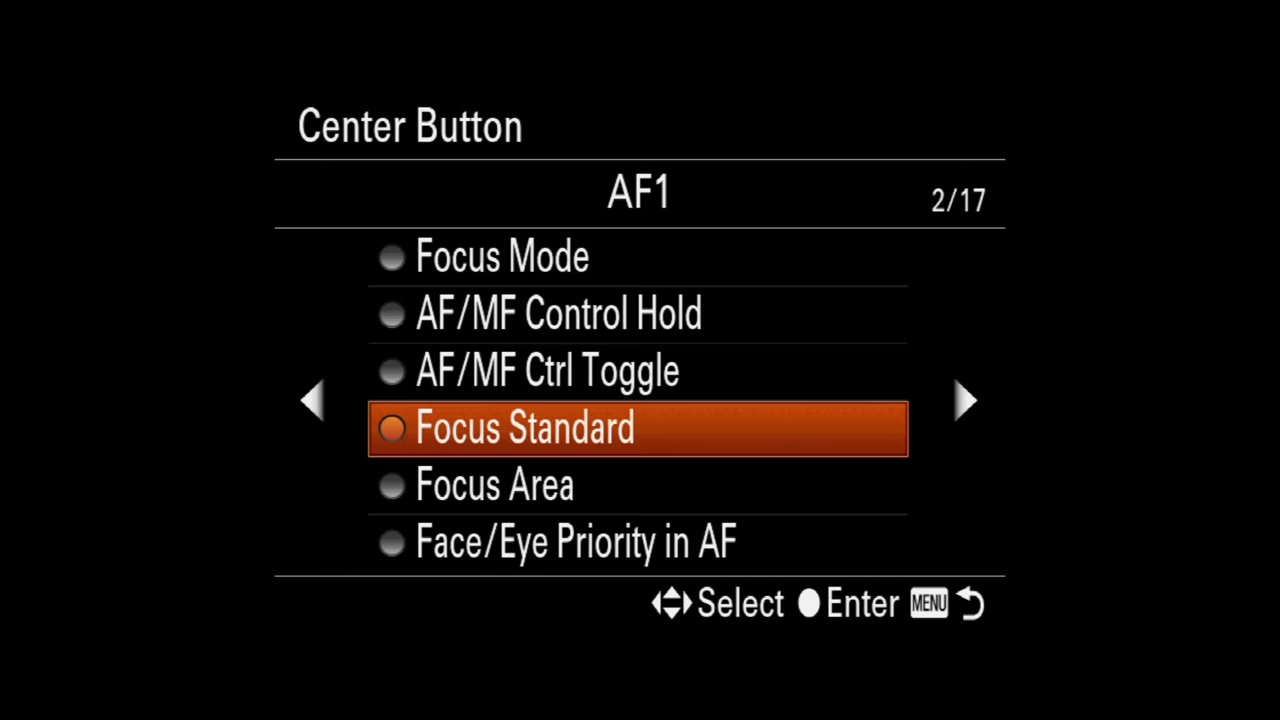 Center Button
AF1
2/17
Focus Mode
AF/MF Control Hold
AF/MF Ctrl Toggle
Focus Standard
Focus Area
Face/Eye Priority in AF
Select Enter MENU